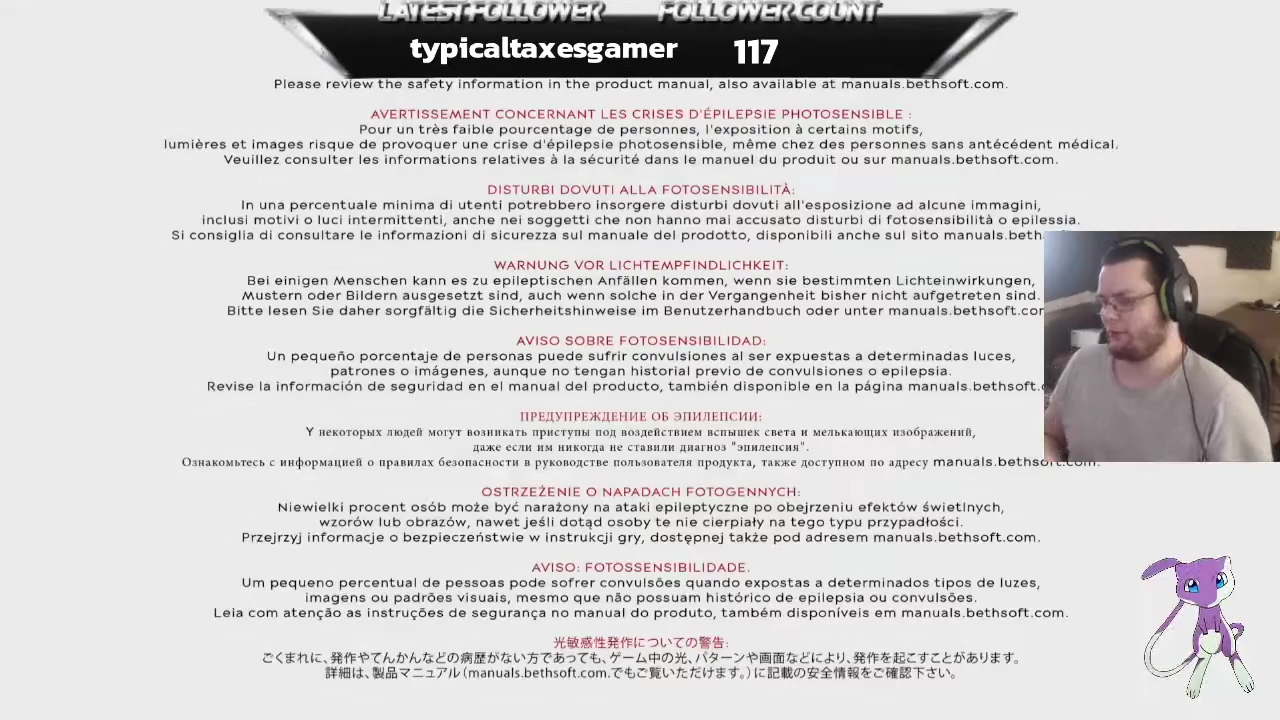 LATEST FOLLOWER FOLLOWER COUNT
typicaltaxesgamer 117
Please review the safety information in the product manual, also available at manuals.bethsoft.com.
AVERTISSEMENT CONCERNANT LES CRISES D'ÉPILEPSIE PHOTOSENSIBLE :
Pour un très faible pourcentage de personnes, l'exposition à certains motifs,
lumières et images risque de provoquer une crise d'épilepsie photosensible, même chez des personnes sans antécédent médical.
Veuillez consulter les informations relatives à la sécurité dans le manuel du produit ou sur manuals.bethsoft.com.
DISTURBI DOVUTI ALLA FOTOSENSIBILITÀ:
In una percentuale minima di utenti potrebbero insorgere disturbi dovuti all'esposizione ad alcune immagini,
inclusi motivi o luci intermittenti, anche nei soggetti che non hanno mai accusato disturbi di fotosensibilità o epilessia.
Si consiglia di consultare le informazioni di sicurezza sul manuale del prodotto, disponibili anche sul sito manuals.beth
WARNUNG VOR LICHTEMPFINDLICHKEIT:
Bei einigen Menschen kann es zu epileptischen Anfällen kommen, wenn sie bestimmten Lichteinwirkungen,
Mustern oder Bildern ausgesetzt sind, auch wenn solche in der Vergangenheit bisher nicht aufgetreten sind.
Bitte lesen Sie daher sorgfältig die Sicherheitshinweise im Benutzerhandbuch oder unter manuals.bethsoft.com
AVISO SOBRE FOTOSENSIBILIDAD:
Un pequeño porcentaje de personas puede sufrir convulsiones al ser expuestas a determinadas luces,
patrones o imágenes, aunque no tengan historial previo de convulsiones o epilepsia.
Revise la información de seguridad en el manual del producto, también disponible en la página manuals.bethsoft.
ПРЕДУПРЕЖДЕНИЕ ОБ ЭПИЛЕПСИИ:
У некоторых людей могут возникать приступы под воздействием вспышек света и мелькающих изображений,
даже если им никогда не ставили диагноз "эпилепсия".
Ознакомьтесь с информацией о правилах безопасности в руководстве пользователя продукта, также доступном по адресу manuals.bethsoft.com.
OSTRZEŻENIE O NAPADACH FOTOGENNYCH:
Niewielki procent osób może być narażony na ataki epileptyczne po obejrzeniu efektów świetlnych,
wzorów lub obrazów, nawet jeśli dotąd osoby te nie cierpiały na tego typu przypadłości.
Przejrzyj informacje o bezpieczeństwie w instrukcji gry, dostępnej także pod adresem manuals.bethsoft.com.
AVISO: FOTOSSENSIBILIDADE.
Um pequeno percentual de pessoas pode sofrer convulsões quando expostas a determinados tipos de luzes,
imagens ou padrões visuais, mesmo que não possuam histórico de epilepsia ou convulsões.
Leia com atenção as instruções de segurança no manual do produto, também disponíveis em manuals.bethsoft.com.
光敏感性発作についての警告:
ごくまれに、発作やてんかんなどの病歴がない方であっても、ゲーム中の光、パターンや画面などにより、発作を起こすことがあります。
詳細は、製品マニュアル(manuals.bethsoft.com.でもご覧いただけます。)に記載の安全情報をご確認下さい。